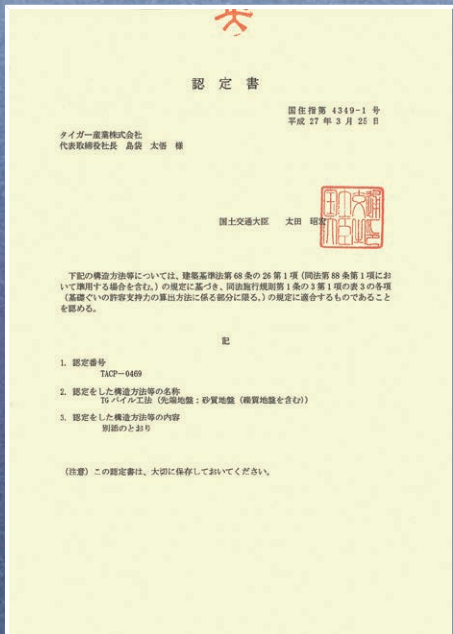 認定書
国住指第 4349-1 号
平成 27 年 3 月 25 日
タイガー産業株式会社
代表取締役社長 島袋 太悟 様
国土交通大臣 太田 昭宏
下記の構造方法等については、建築基準法第 68 条の 26 第 1 項 (同法第 88 条第 1 項にお
いて準用する場合を含む。) の規定に基づき、同法施行規則第 1 条の 3 第 1 項の表 3 の各項
(基礎ぐいの許容支持力の算出方法に係る部分に限る。) の規定に適合するものであること
を認める。
記
1. 認定番号
TACP-0469
2. 認定をした構造方法等の名称
TG パイル工法 (先端地盤：砂質地盤 (礫質地盤を含む))
3. 認定をした構造方法等の内容
別添のとおり
(注意) この認定書は、大切に保存しておいてください。